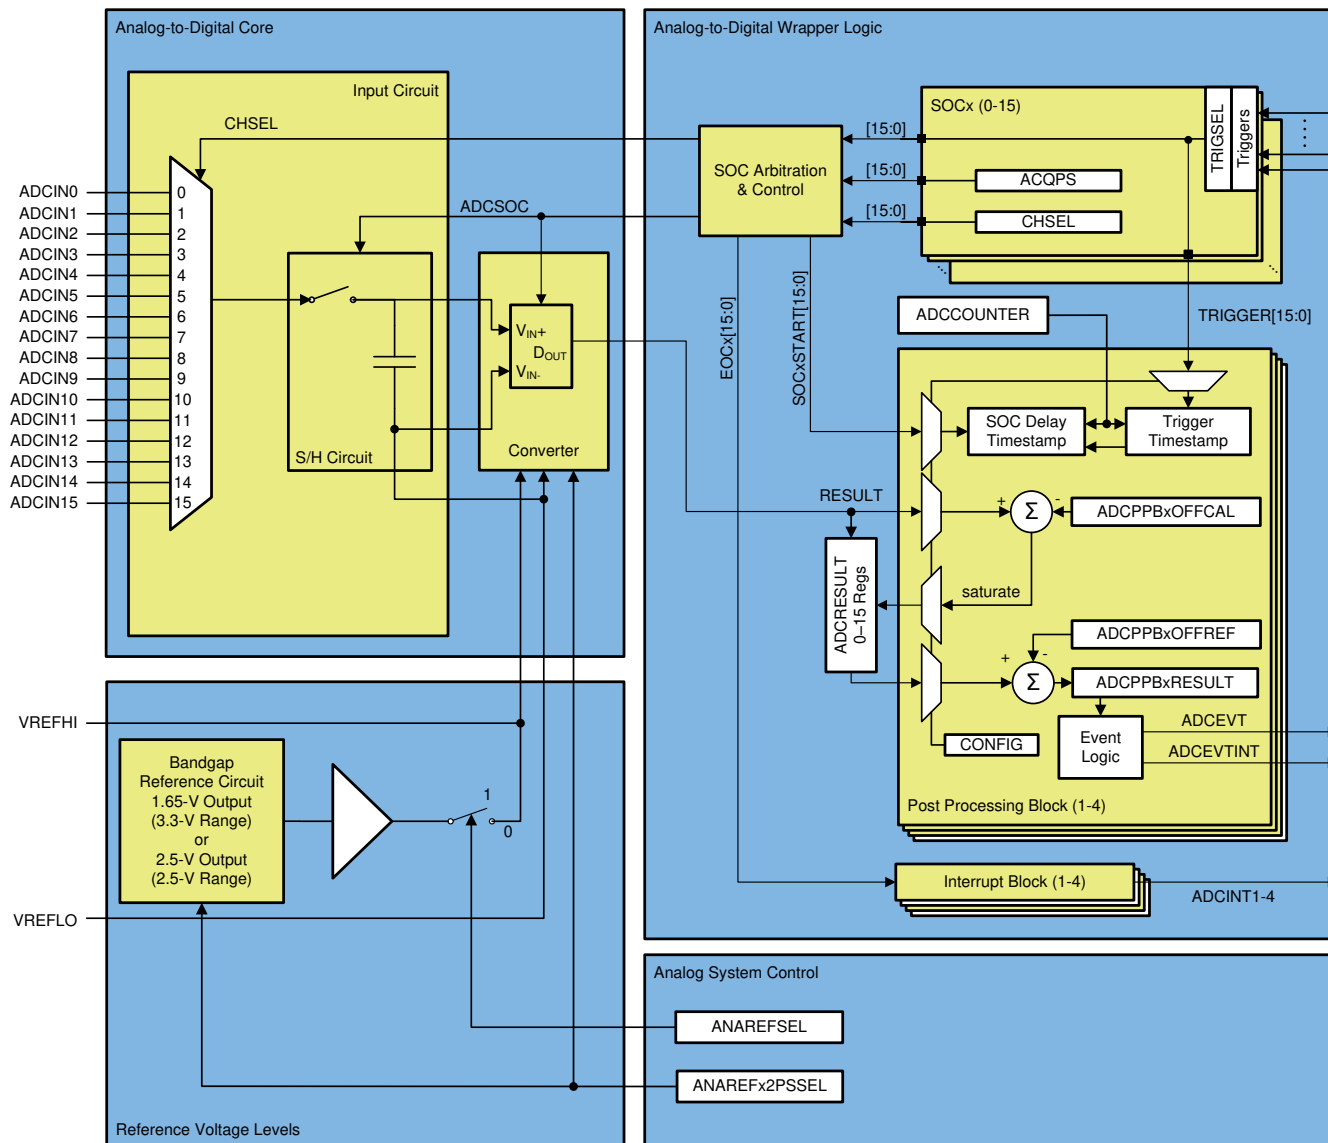 Analog-to-Digital Core
Input Circuit
CHSEL
ADCIN0
ADCIN1
ADCIN2
ADCIN3
ADCIN4
ADCIN5
ADCIN6
ADCIN7
ADCIN8
ADCIN9
ADCIN10
ADCIN11
ADCIN12
ADCIN13
ADCIN14
ADCIN15
0
1
2
3
4
5
6
7
8
9
10
11
12
13
14
15
ADCSOC
S/H Circuit
VIN+
DOUT
VIN-
Converter
Analog-to-Digital Wrapper Logic
SOC Arbitration
& Control
[15:0]
[15:0]
[15:0]
SOCx (0-15)
TRIGSEL
Triggers
ACQPS
CHSEL
EOCx[15:0]
SOCxSTART[15:0]
TRIGGER[15:0]
ADCCOUNTER
SOC Delay
Timestamp
Trigger
Timestamp
RESULT
+
Σ
-
ADCPPBxOFFCAL
ADCRESULT
0–15 Regs
saturate
ADCPPBxOFFREF
+
-
Σ
ADCPPBxRESULT
CONFIG
Event
Logic
ADCEVT
ADCEVTINT
Post Processing Block (1-4)
Interrupt Block (1-4)
ADCINT1-4
VREFHI
Bandgap
Reference Circuit
1.65-V Output
(3.3-V Range)
or
2.5-V Output
(2.5-V Range)
1
0
VREFLO
Reference Voltage Levels
Analog System Control
ANAREFSEL
ANAREFx2PSSEL